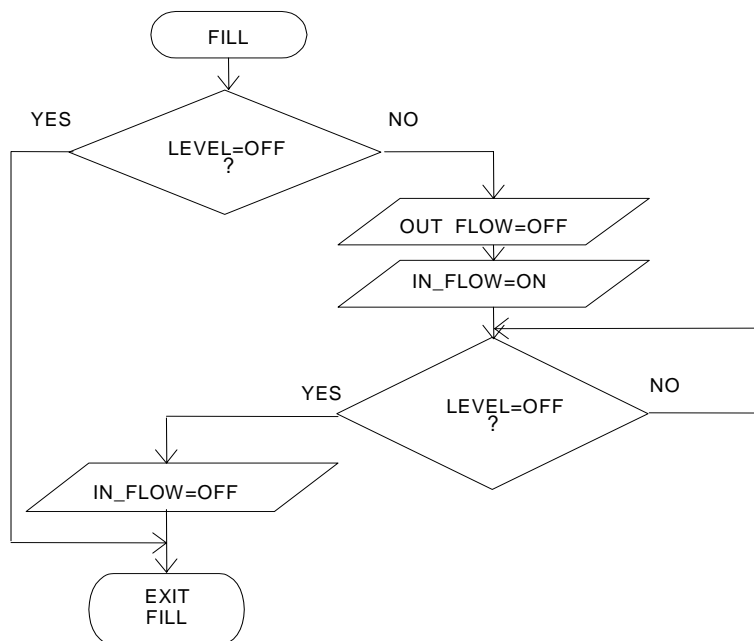 FILL
YES
NO
LEVEL=OFF
?
OUT FLOW=OFF
IN_FLOW=ON
YES
NO
LEVEL=OFF
?
IN_FLOW=OFF
EXIT
FILL